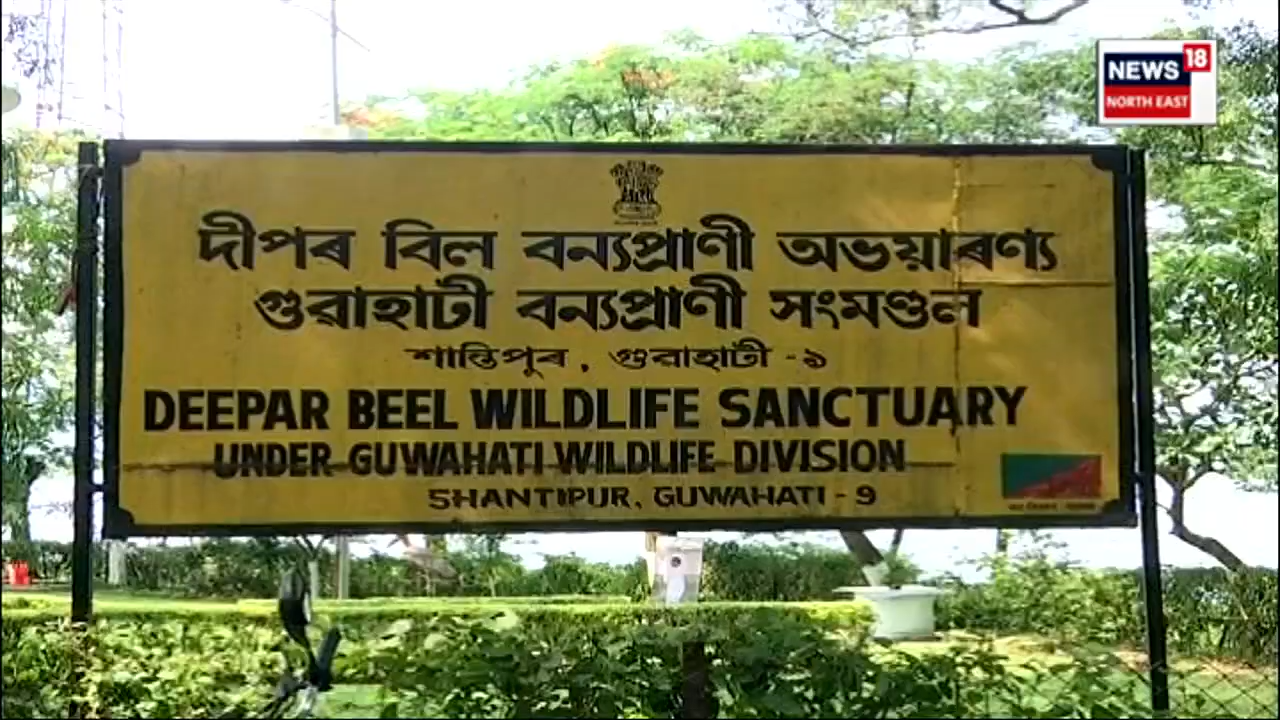 NEWS 18
NORTH EAST
দীপৰ বিল বন্যপ্ৰাণী অভয়াৰণ্য
গুৱাহাটী বন্যপ্ৰাণী সংমণ্ডল
শান্তিপুৰ, গুৱাহাটী - ৯
DEEPAR BEEL WILDLIFE SANCTUARY
UNDER GUWAHATI WILDLIFE DIVISION
SHANTIPUR, GUWAHATI - 9